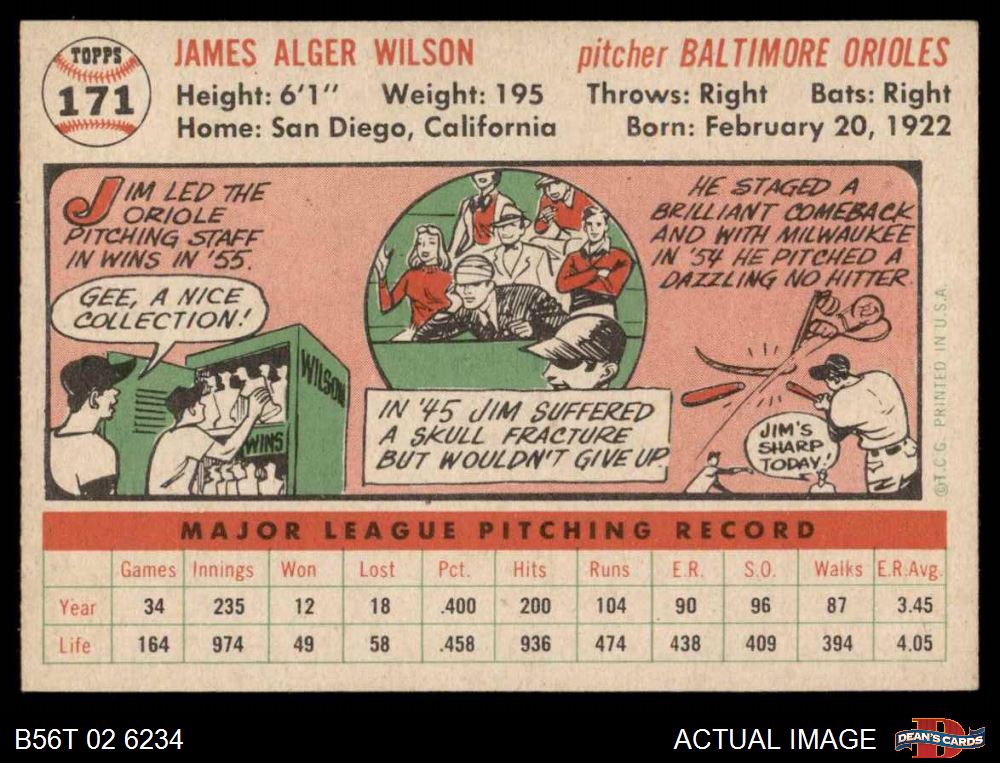 TOPPS
171
JAMES ALGER WILSON
pitcher BALTIMORE ORIOLES
Height: 6'1" Weight: 195 Throws: Right Bats: Right
Home: San Diego, California Born: February 20, 1922
JIM LED THE
ORIOLE
PITCHING STAFF
IN WINS IN '55.
GEE, A NICE
COLLECTION!
WILSON
WINS
IN '45 JIM SUFFERED
A SKULL FRACTURE
BUT WOULDN'T GIVE UP
HE STAGED A
BRILLIANT COMEBACK
AND WITH MILWAUKEE
IN '54 HE PITCHED A
DAZZLING NO HITTER.
JIM'S
SHARP
TODAY!
©T.C.G. PRINTED IN U.S.A.
MAJOR LEAGUE PITCHING RECORD
Games Innings Won Lost Pct. Hits Runs E.R. S.O. Walks E.R.Avg.
Year 34 235 12 18 .400 200 104 90 96 87 3.45
Life 164 974 49 58 .458 936 474 438 409 394 4.05
B56T 02 6234
ACTUAL IMAGE
DEAN'S CARDS